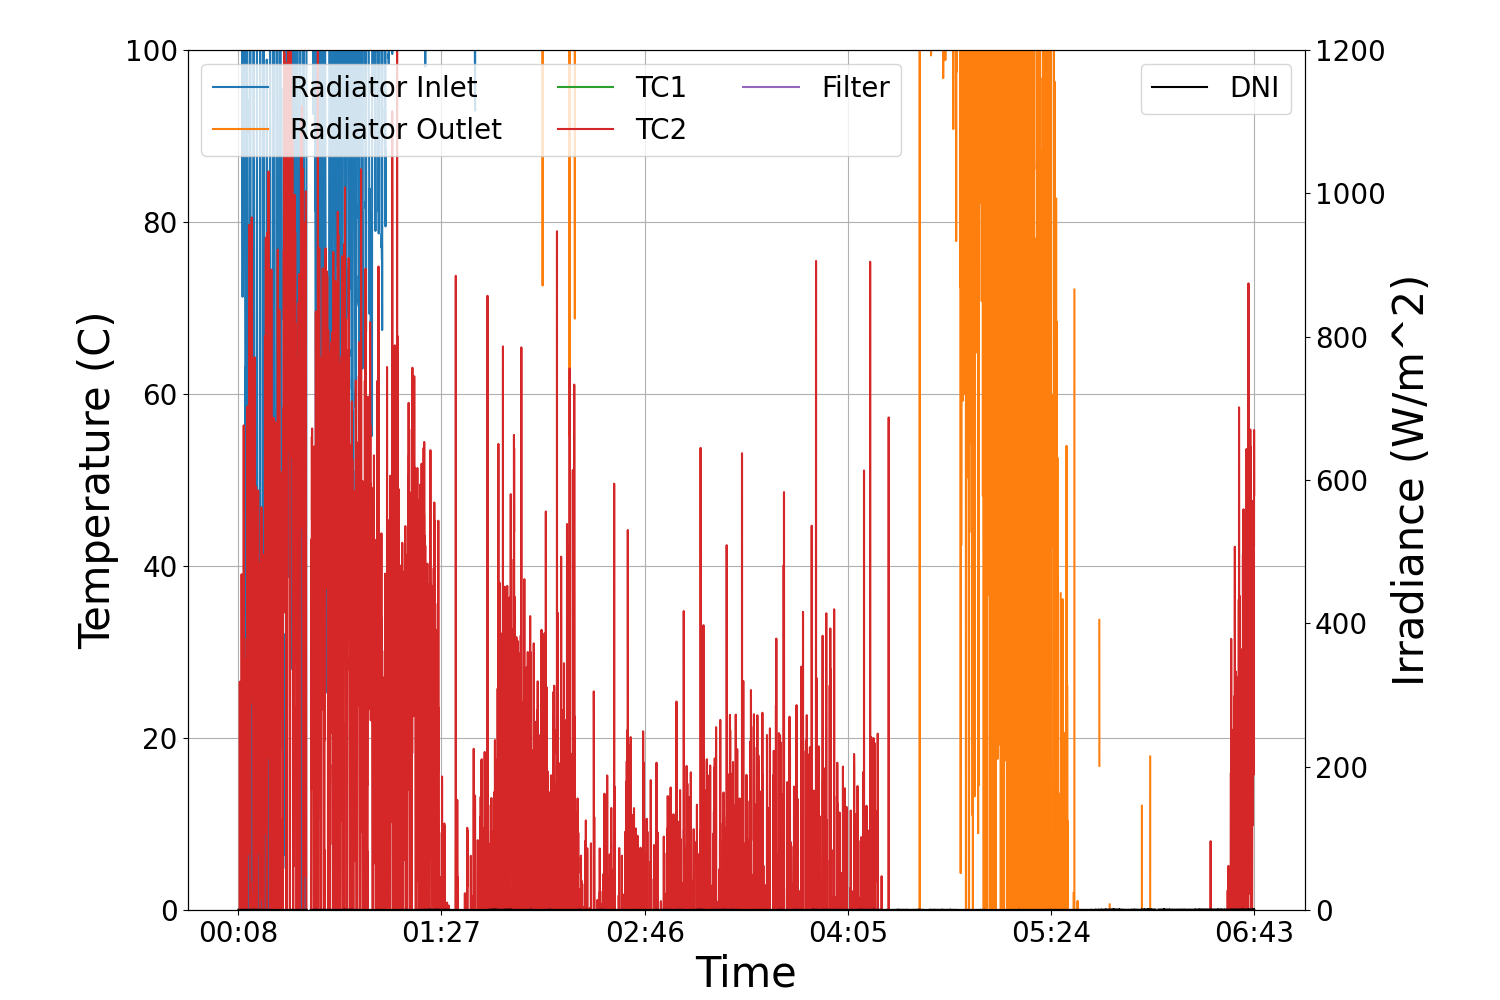 100
80
60
40
20
0
Temperature (C)
Radiator Inlet
Radiator Outlet
TC1
TC2
Filter
DNI
1200
1000
800
600
400
200
0
Irradiance (W/m^2)
00:08 01:27 02:46 04:05 05:24 06:43
Time